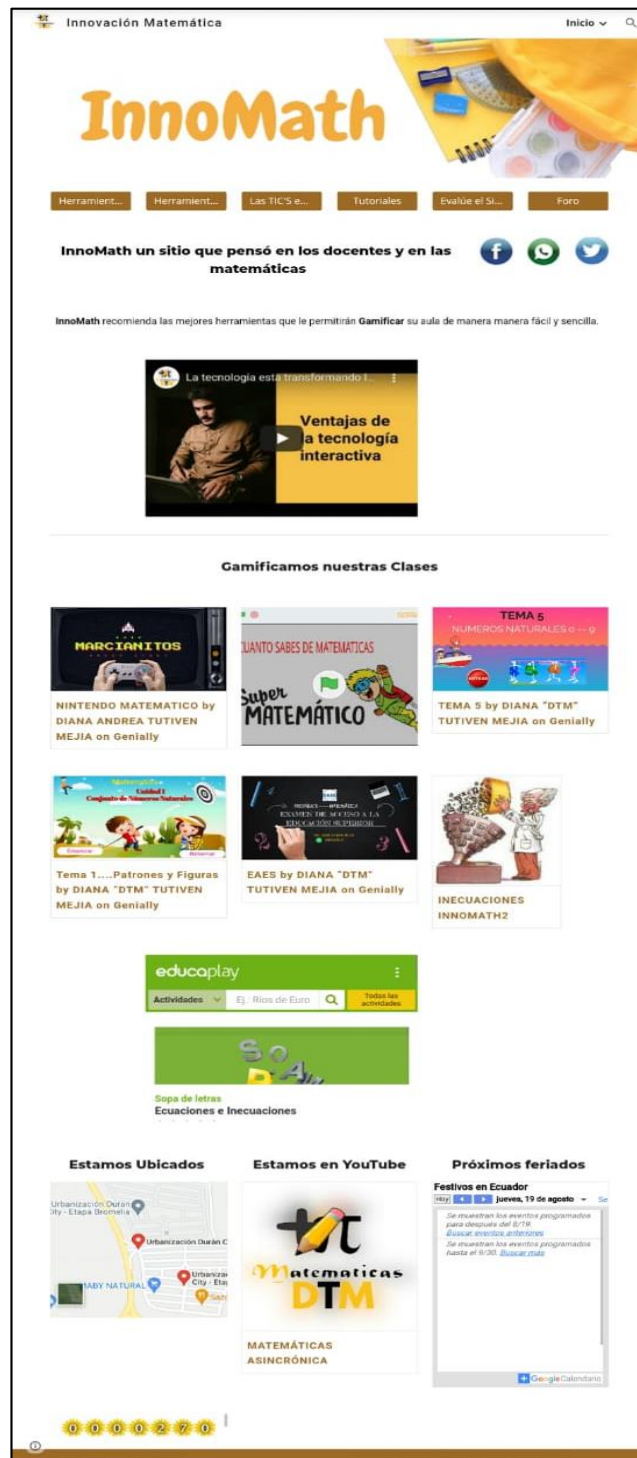 Innovación Matemática
Inicio
InnoMath
Herramient...
Herramient...
Las TIC'S e...
Tutoriales
Evalúe el Si...
Foro
InnoMath un sitio que pensó en los docentes y en las
matemáticas
InnoMath recomienda las mejores herramientas que le permitirán Gamificar su aula de manera manera fácil y sencilla.
La tecnología está transformando l...
Ventajas de
la tecnología
interactiva
Gamificamos nuestras Clases
MARCIANITOS
NINTENDO MATEMATICO by
DIANA ANDREA TUTIVEN
MEJIA on Genially
CUANTO SABES DE MATEMATICAS
Super
MATEMÁTICO
TEMA 5
NUMEROS NATURALES 0 -- 9
TEMA 5 by DIANA "DTM"
TUTIVEN MEJIA on Genially
Matemática
Unidad 1
Conjunto de Números Naturales
Tema 1....Patrones y Figuras
by DIANA "DTM" TUTIVEN
MEJIA on Genially
EXAMEN DE ACCESO A LA
EDUCACIÓN SUPERIOR
EAES by DIANA "DTM"
TUTIVEN MEJIA on Genially
INECUACIONES
INNOMATH2
educaplay
Actividades
Ej.: Ríos de Euro
Todas las
actividades
SOPA
Sopa de letras
Ecuaciones e Inecuaciones
Estamos Ubicados
Urbanización Durán
City - Etapa Bromelia
Urbanización Durán C
MABY NATURAL
Urbanizac
City - Etap
Estamos en YouTube
+π
Matematicas
DTM
MATEMÁTICAS
ASINCRÓNICA
Próximos feriados
Festivos en Ecuador
Hoy
jueves, 19 de agosto
Se
Se muestran los eventos programados
para después del 8/19.
Buscar eventos anteriores
Se muestran los eventos programados
hasta el 9/30. Buscar más
+ GoogleCalendario
0000270